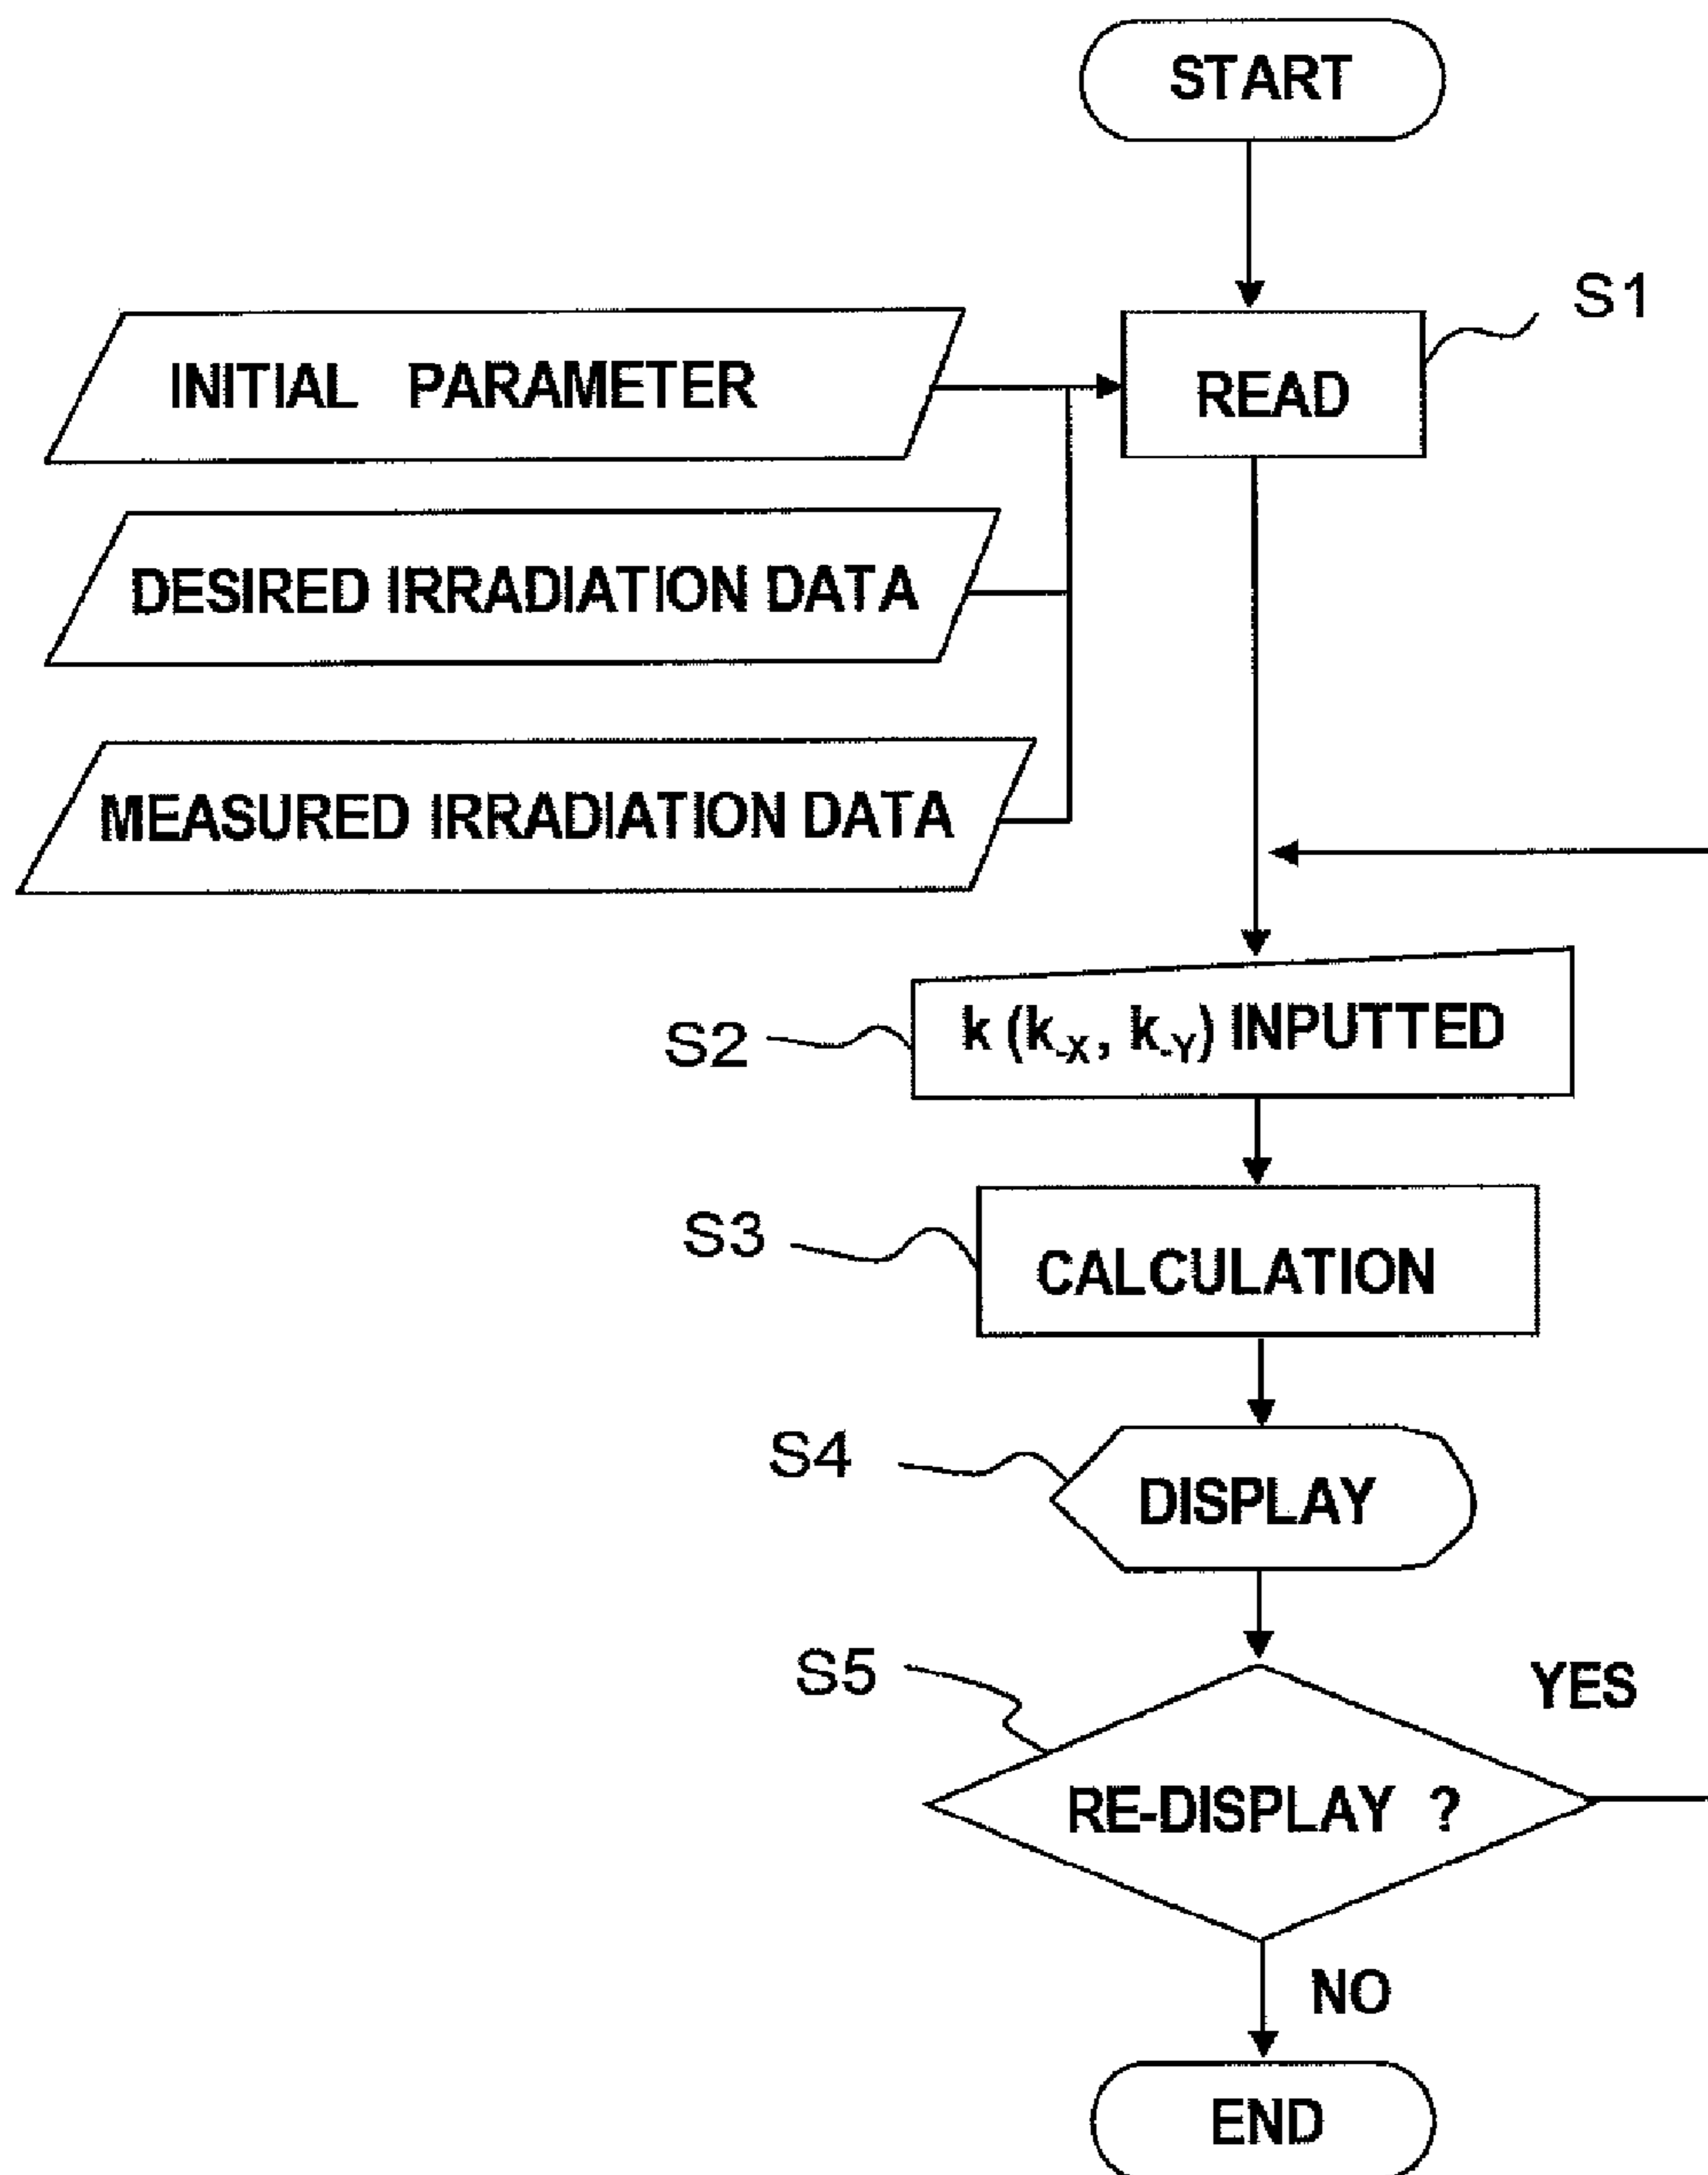 START
S1
INITIAL PARAMETER
READ
DESIRED IRRADIATION DATA
MEASURED IRRADIATION DATA
S2
k (k-X, k-Y) INPUTTED
S3
CALCULATION
S4
DISPLAY
S5
YES
RE-DISPLAY ?
NO
END